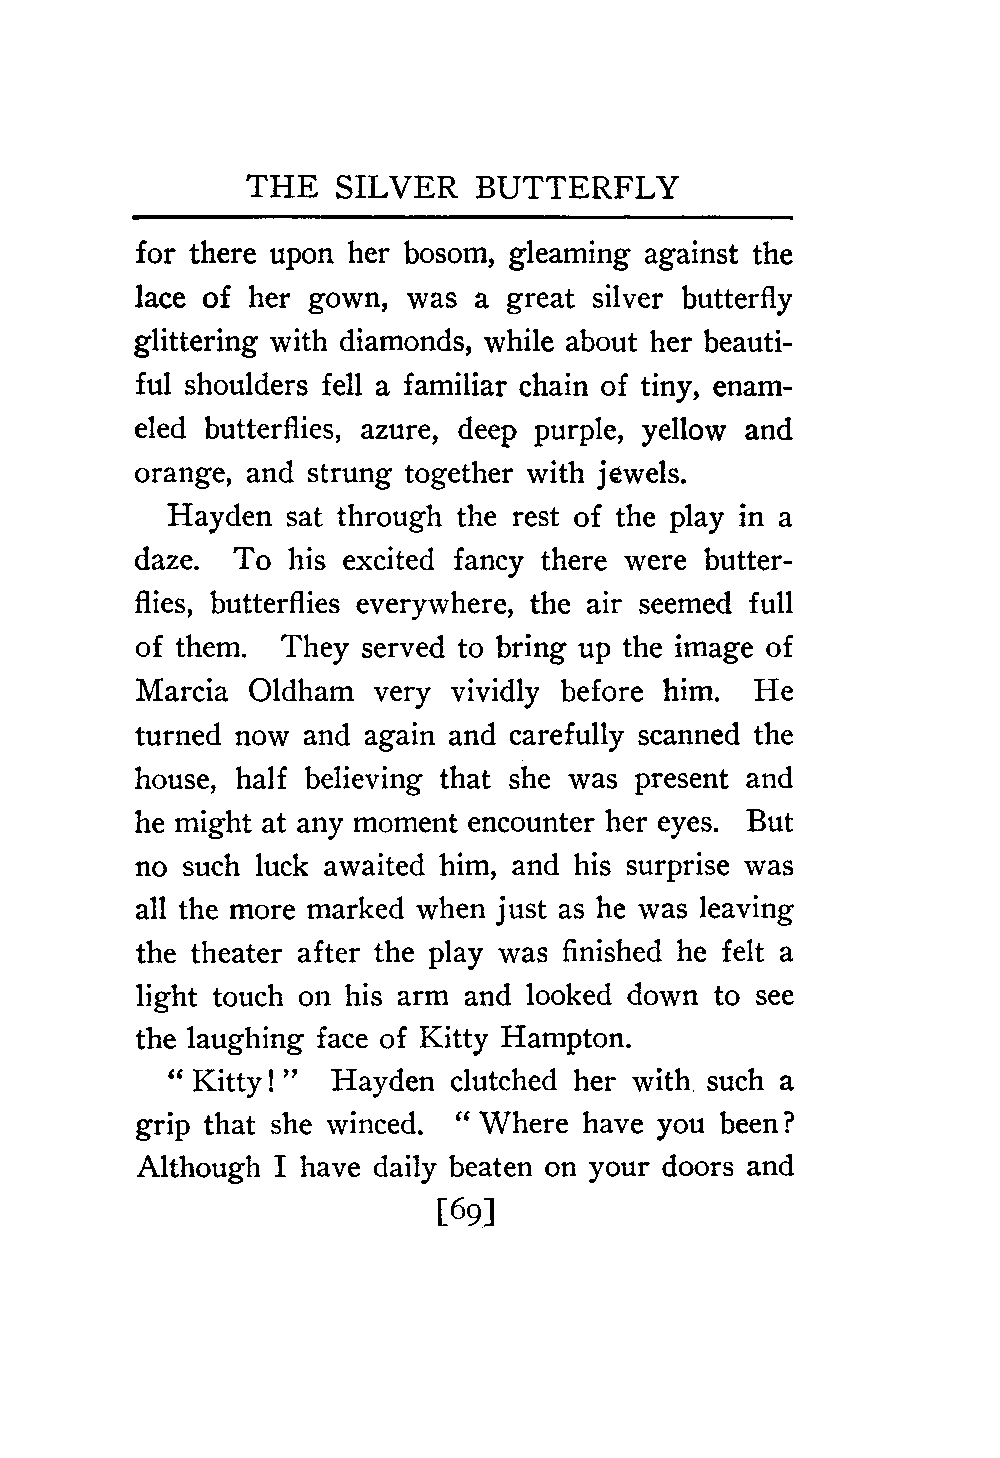 THE SILVER BUTTERFLY
for there upon her bosom, gleaming against the
lace of her gown, was a great silver butterfly
glittering with diamonds, while about her beauti-
ful shoulders fell a familiar chain of tiny, enam-
eled butterflies, azure, deep purple, yellow and
orange, and strung together with jewels.
Hayden sat through the rest of the play in a
daze. To his excited fancy there were butter-
flies, butterflies everywhere, the air seemed full
of them. They served to bring up the image of
Marcia Oldham very vividly before him. He
turned now and again and carefully scanned the
house, half believing that she was present and
he might at any moment encounter her eyes. But
no such luck awaited him, and his surprise was
all the more marked when just as he was leaving
the theater after the play was finished he felt a
light touch on his arm and looked down to see
the laughing face of Kitty Hampton.
“ Kitty! ” Hayden clutched her with such a
grip that she winced. “ Where have you been?
Although I have daily beaten on your doors and
[69]